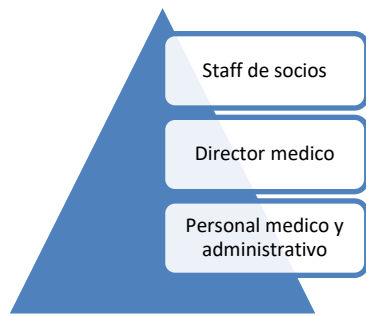 Staff de socios
Director medico
Personal medico y
administrativo